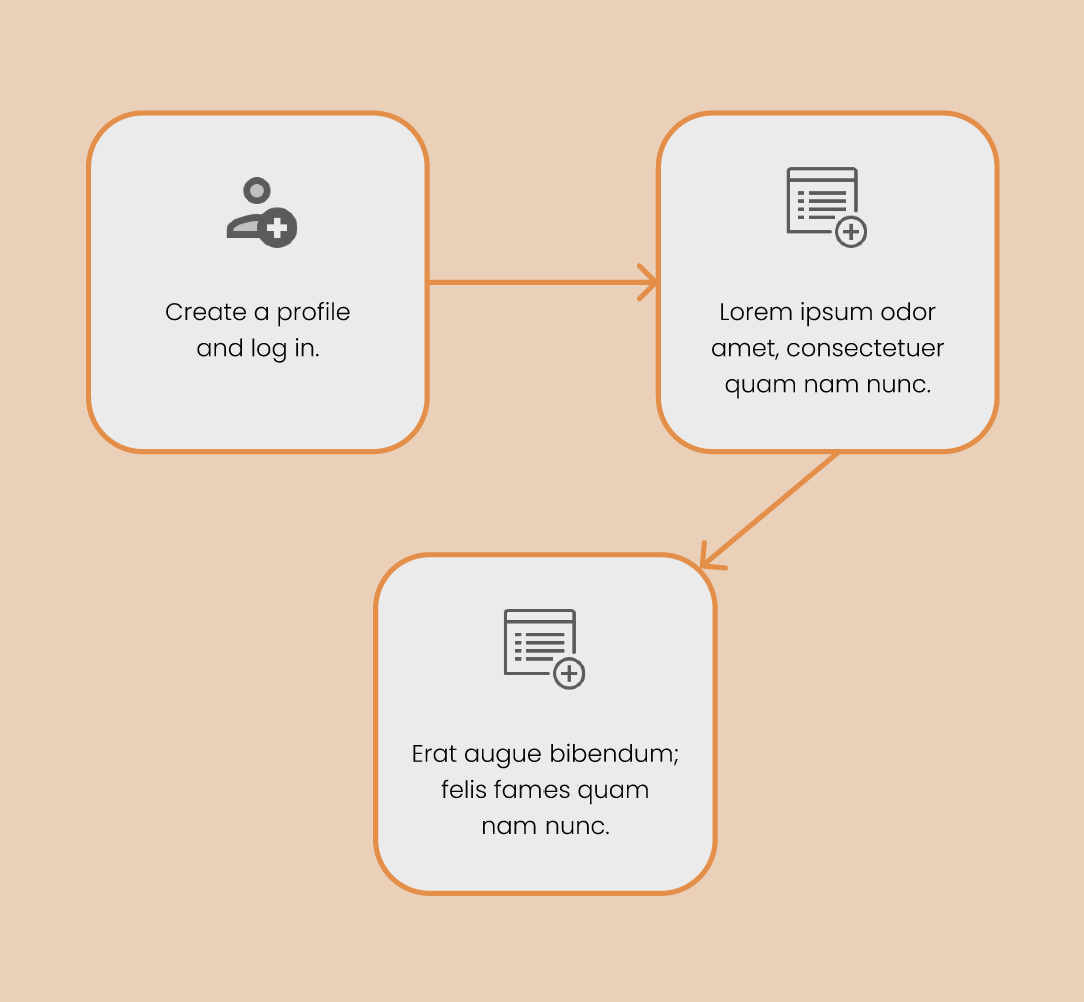 Create a profile
and log in.
Lorem ipsum odor
amet, consectetuer
quam nam nunc.
Erat augue bibendum;
felis fames quam
nam nunc.